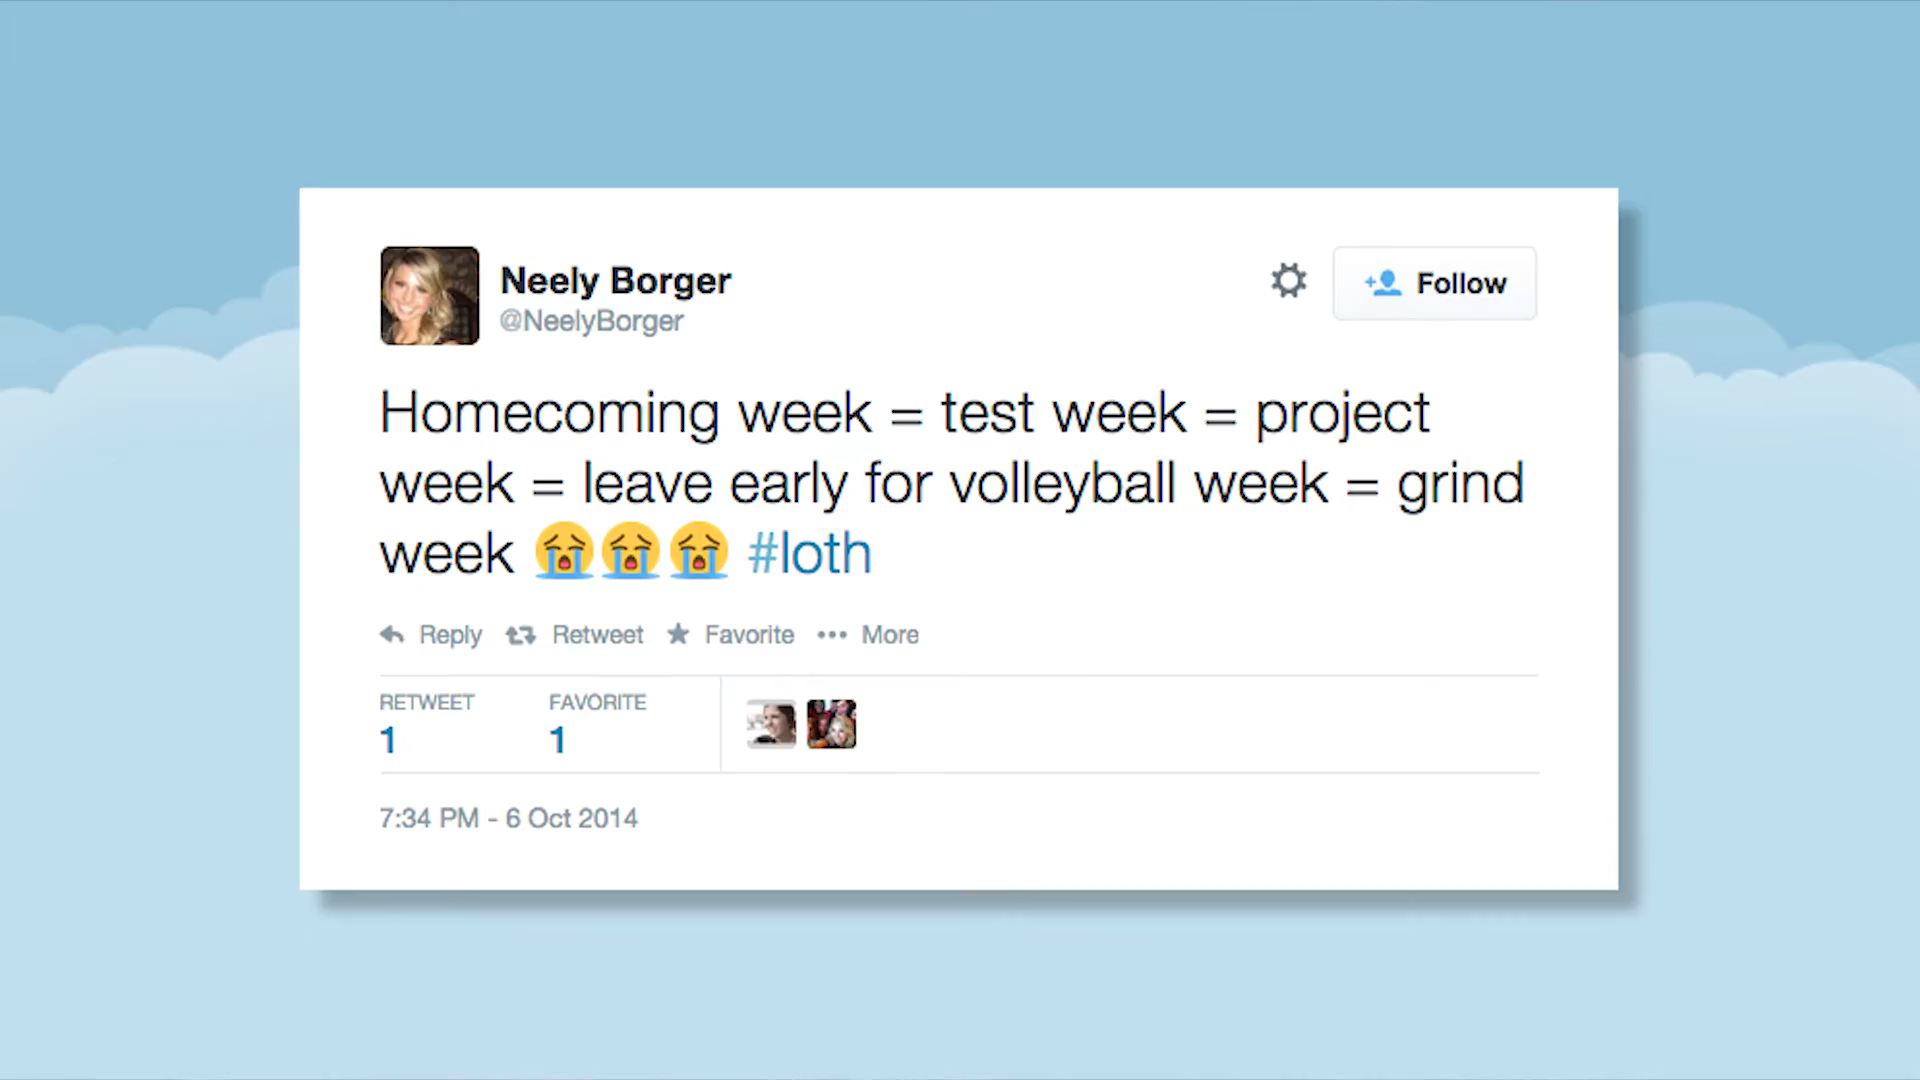 Neely Borger
@NeelyBorger
Follow
Homecoming week = test week = project
week = leave early for volleyball week = grind
week 😭😭😭 #loth
Reply Retweet Favorite More
RETWEET FAVORITE
1 1
7:34 PM - 6 Oct 2014